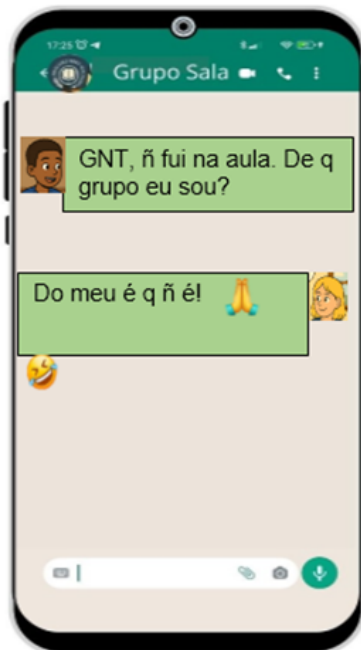 17:25
Grupo Sala
GNT, ñ fui na aula. De q
grupo eu sou?
Do meu é q ñ é! 🙏
🤣